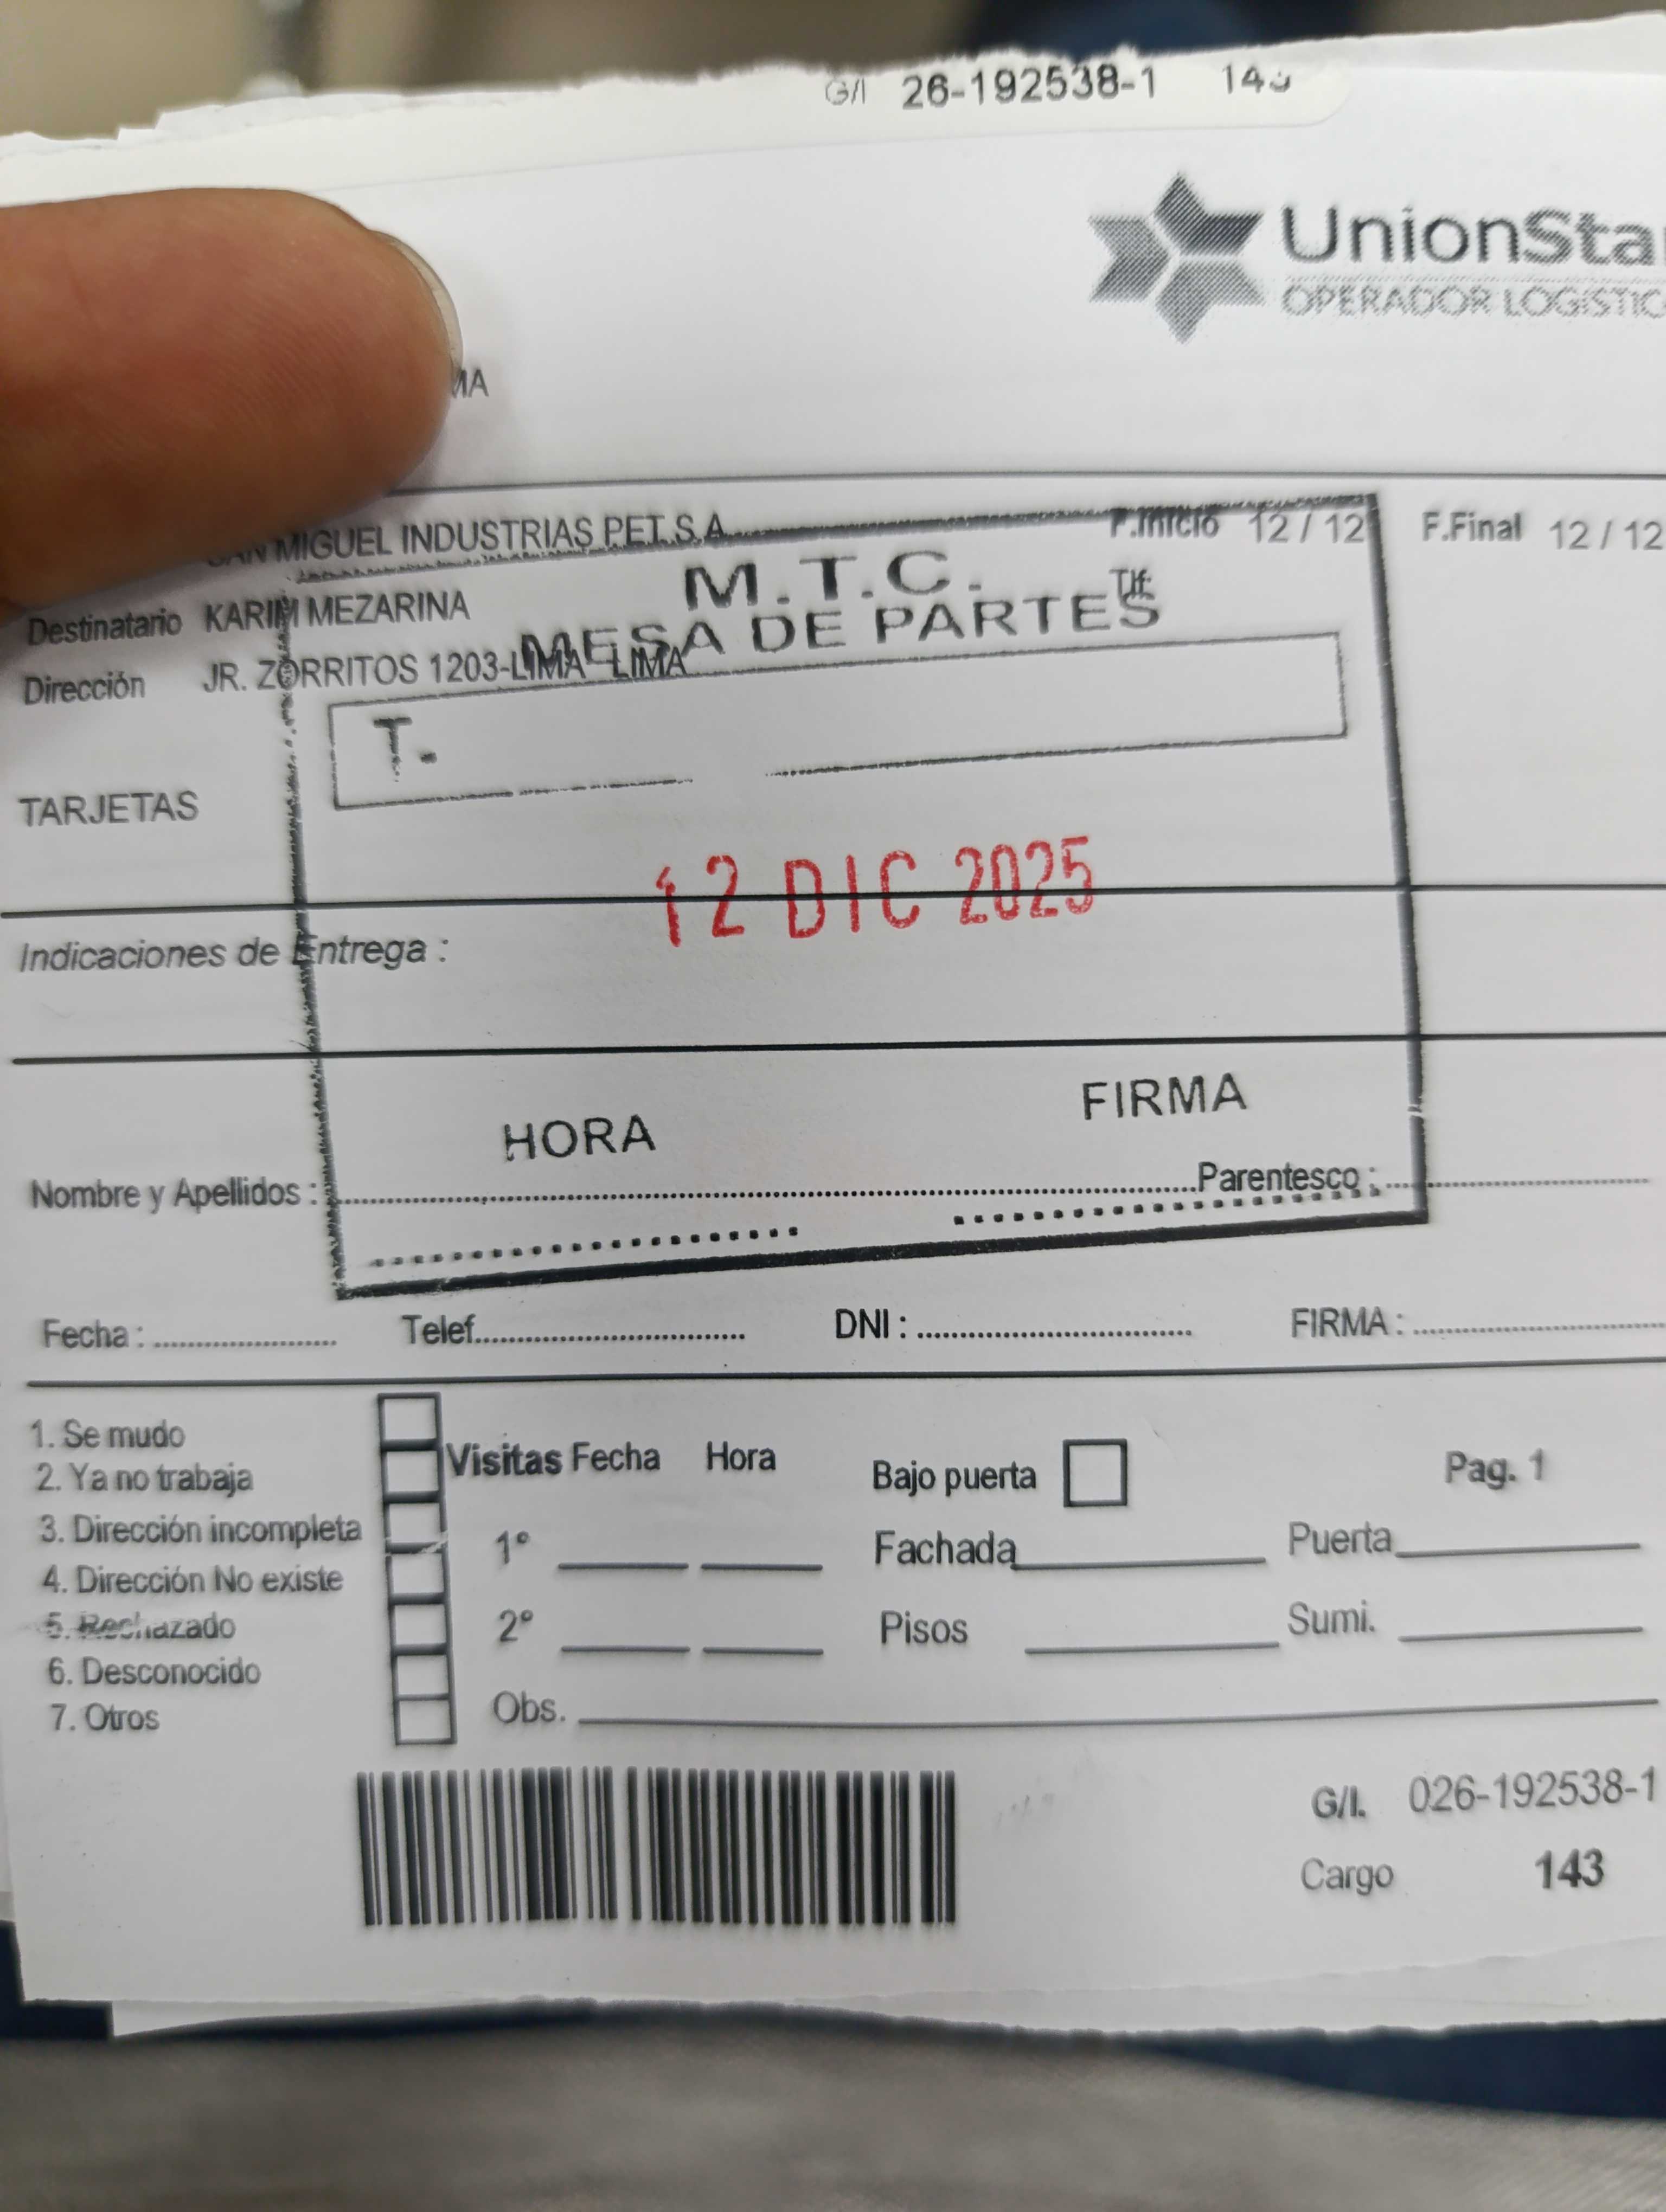 G/I 26-192538-1 143
UnionSta
OPERADOR LOGISTIC
MA
SAN MIGUEL INDUSTRIAS PET S.A. F.Inicio 12 / 12 F.Final 12 / 12
M.T.C.
Destinatario KARIM MEZARINA Tlf:
MESA DE PARTES
Dirección JR. ZORRITOS 1203-LIMA LIMA
T.
TARJETAS
12 DIC 2025
Indicaciones de Entrega :
HORA FIRMA
Nombre y Apellidos : Parentesco :
Fecha : Telef. DNI : FIRMA :
1. Se mudo
2. Ya no trabaja
3. Dirección incompleta
4. Dirección No existe
5. Rechazado
6. Desconocido
7. Otros
Visitas Fecha Hora
1°
2°
Obs.
Bajo puerta Pag. 1
Fachada Puerta
Pisos Sumi.
G/I. 026-192538-1
Cargo 143